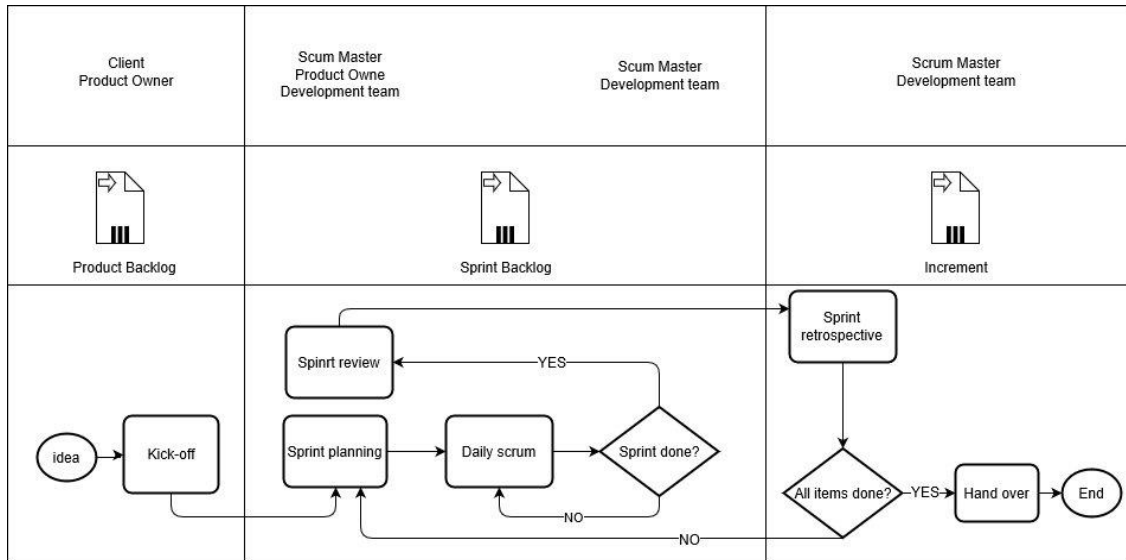 Client
Product Owner
Scum Master
Product Owne
Development team
Scum Master
Development team
Scrum Master
Development team
Product Backlog
Sprint Backlog
Increment
Sprint
retrospective
Spinrt review
YES
idea
Kick-off
Sprint planning
Daily scrum
Sprint done?
NO
All items done?
YES
Hand over
End
NO